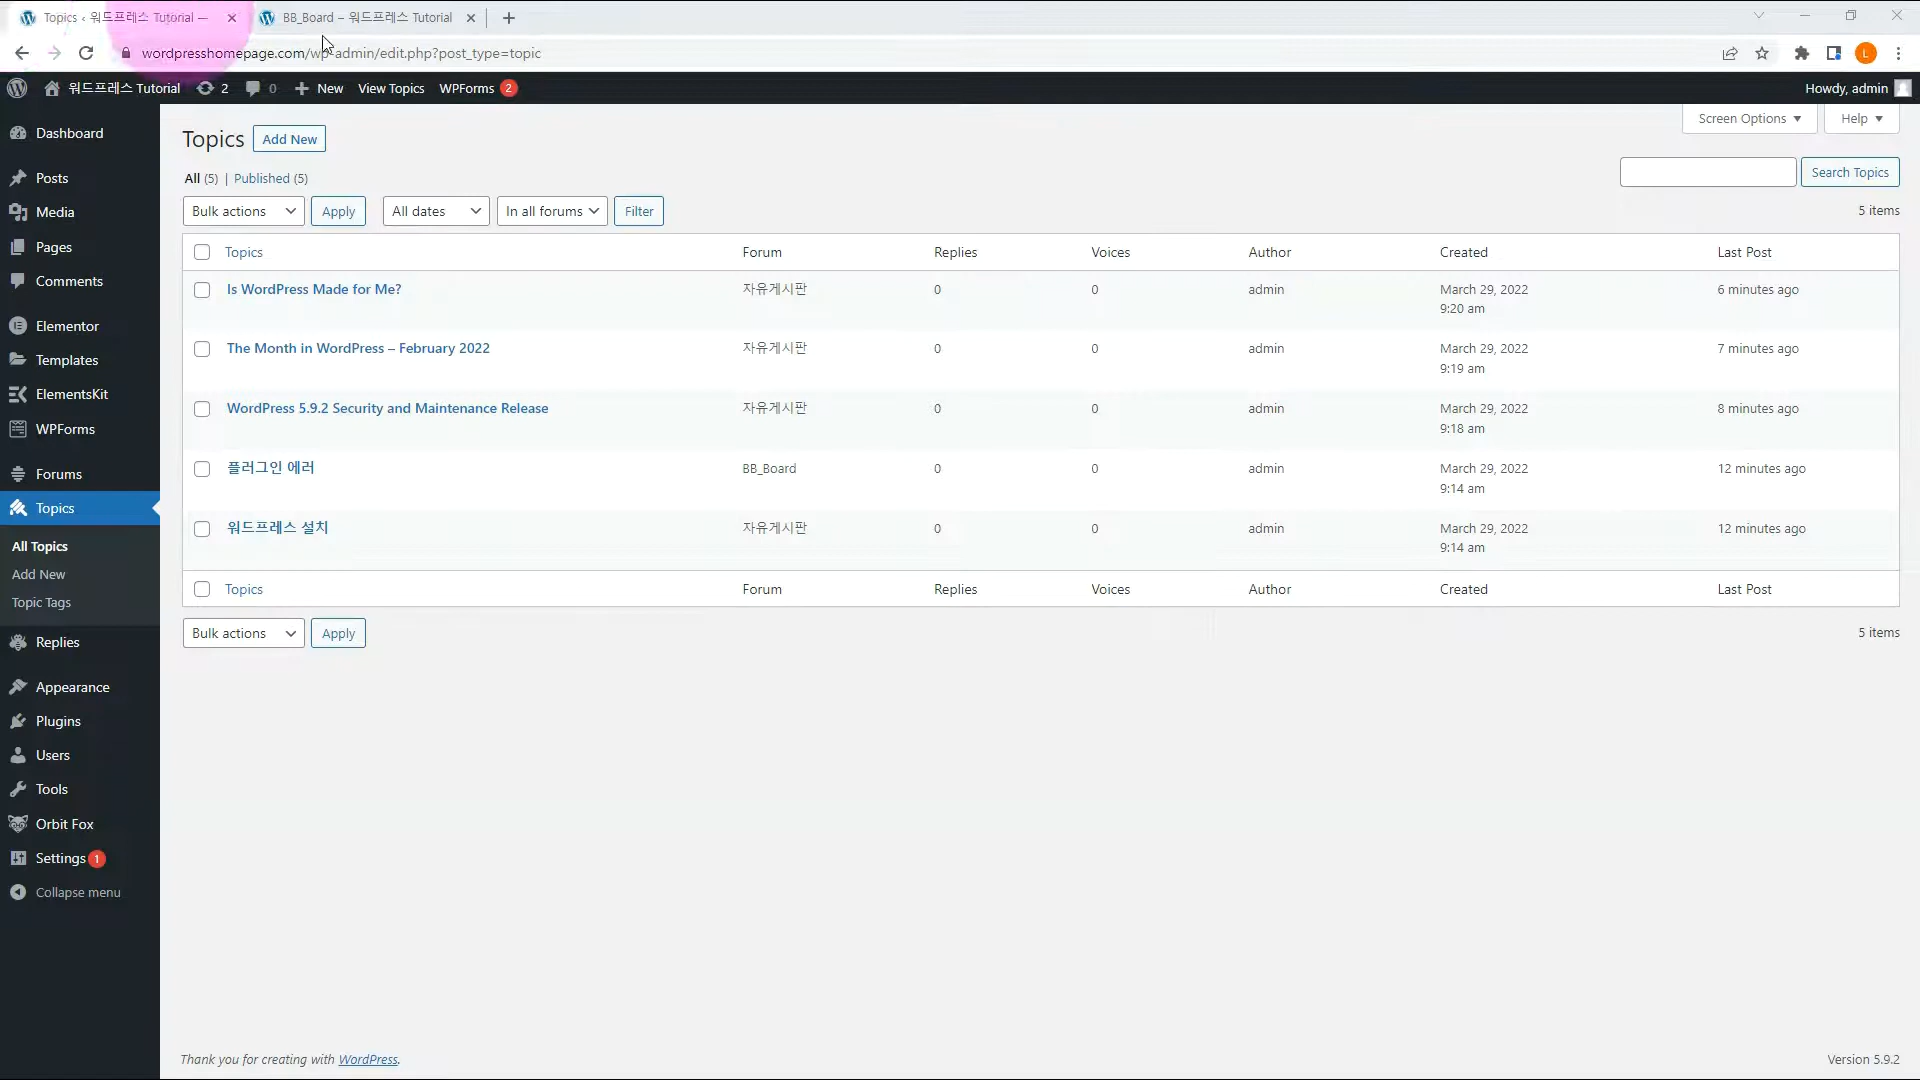 Topics ‹ 워드프레스 Tutorial —
BB_Board – 워드프레스 Tutorial
wordpresshomepage.com/wp-admin/edit.php?post_type=topic
L
워드프레스 Tutorial 2 0 New View Topics WPForms 2
Howdy, admin
Dashboard
Posts
Media
Pages
Comments
Elementor
Templates
ElementsKit
WPForms
Forums
Topics
All Topics
Add New
Topic Tags
Replies
Appearance
Plugins
Users
Tools
Orbit Fox
Settings 1
Collapse menu
Topics Add New
Screen Options Help
All (5) | Published (5)
Search Topics
Bulk actions Apply All dates In all forums Filter
5 items
Topics Forum Replies Voices Author Created Last Post
Is WordPress Made for Me? 자유게시판 0 0 admin March 29, 2022 6 minutes ago
9:20 am
The Month in WordPress – February 2022 자유게시판 0 0 admin March 29, 2022 7 minutes ago
9:19 am
WordPress 5.9.2 Security and Maintenance Release 자유게시판 0 0 admin March 29, 2022 8 minutes ago
9:18 am
플러그인 에러 BB_Board 0 0 admin March 29, 2022 12 minutes ago
9:14 am
워드프레스 설치 자유게시판 0 0 admin March 29, 2022 12 minutes ago
9:14 am
Topics Forum Replies Voices Author Created Last Post
Bulk actions Apply
5 items
Thank you for creating with WordPress.
Version 5.9.2